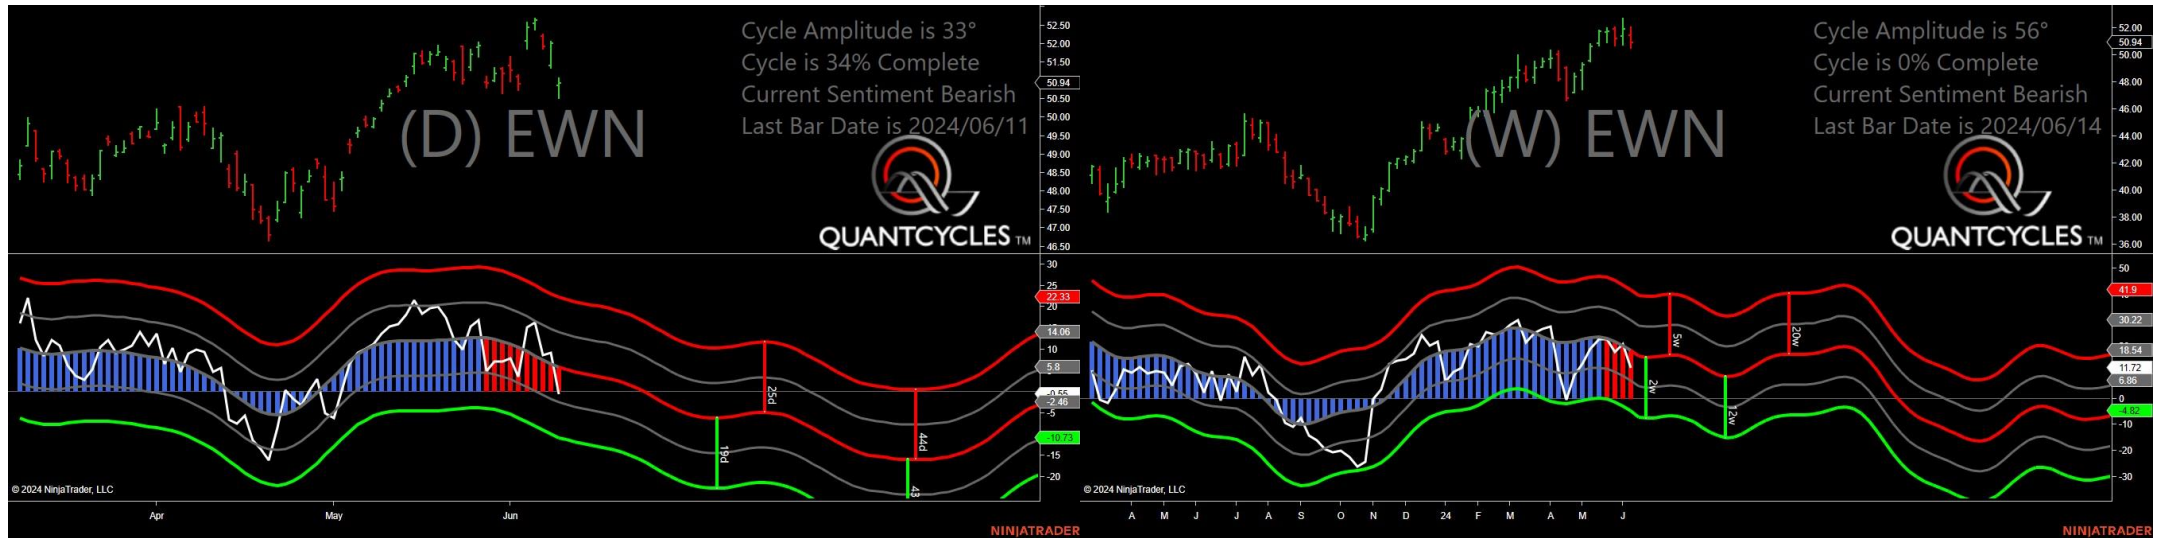 Cycle Amplitude is 33°
Cycle is 34% Complete
Current Sentiment Bearish
Last Bar Date is 2024/06/11
(D) EWN
QUANTCYCLES TM
52.50
52.00
51.50
50.94
50.50
50.00
49.50
49.00
48.50
48.00
47.50
47.00
46.50
30
25
22.33
20
14.06
10
5.8
-0.55
-2.46
-5
-10.73
-15
-20
19d
25d
44d
43
© 2024 NinjaTrader, LLC
Apr
May
Jun
NINJATRADER
Cycle Amplitude is 56°
Cycle is 0% Complete
Current Sentiment Bearish
Last Bar Date is 2024/06/14
(W) EWN
QUANTCYCLES TM
52.00
50.94
50.00
48.00
46.00
44.00
42.00
40.00
38.00
36.00
50
41.9
30.22
18.54
11.72
6.86
0
-4.82
-10
-20
-30
2w
5w
12w
20w
© 2024 NinjaTrader, LLC
A M J J A S O N D 24 F M A M J
NINJATRADER